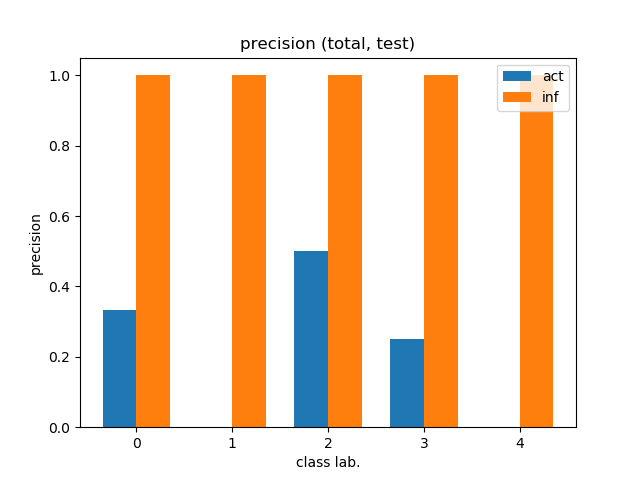 precision (total, test)
act
inf
1.0
0.8
0.6
0.4
0.2
0.0
precision
0 1 2 3 4
class lab.